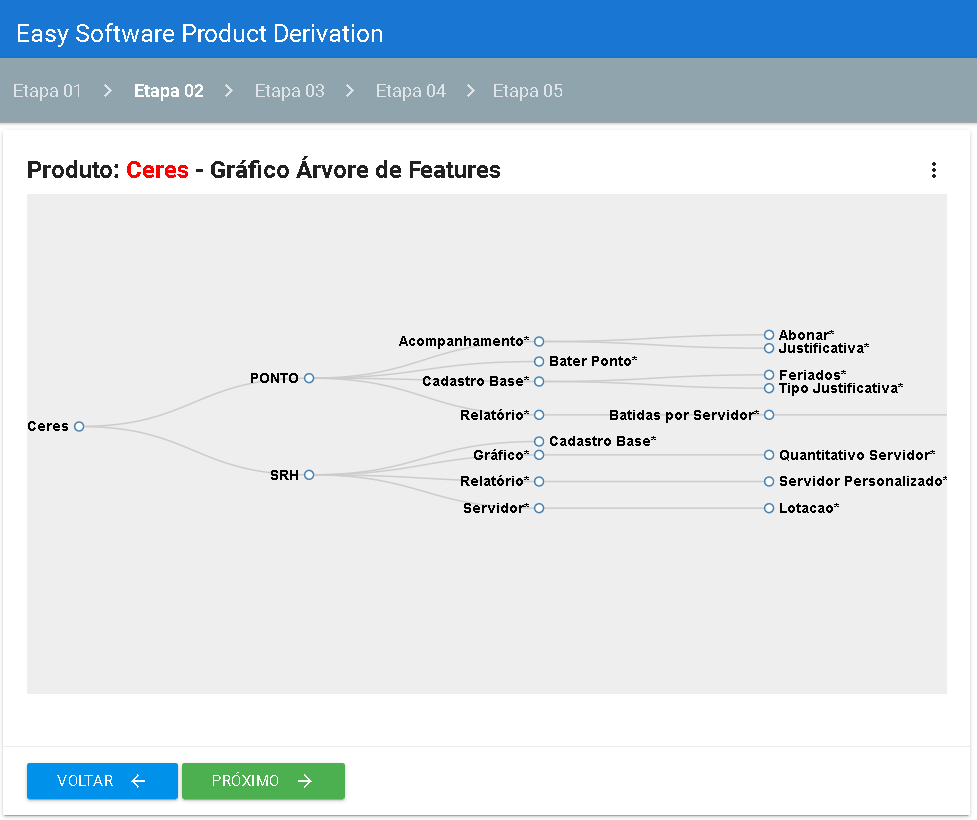 Easy Software Product Derivation
Etapa 01 > Etapa 02 > Etapa 03 > Etapa 04 > Etapa 05
Produto: Ceres - Gráfico Árvore de Features
Abonar*
Acompanhamento*
Justificativa*
Bater Ponto*
Feriados*
PONTO
Cadastro Base*
Tipo Justificativa*
Relatório*
Batidas por Servidor*
Ceres
Cadastro Base*
Gráfico*
Quantitativo Servidor*
SRH
Relatório*
Servidor Personalizado*
Servidor*
Lotacao*
VOLTAR
PRÓXIMO